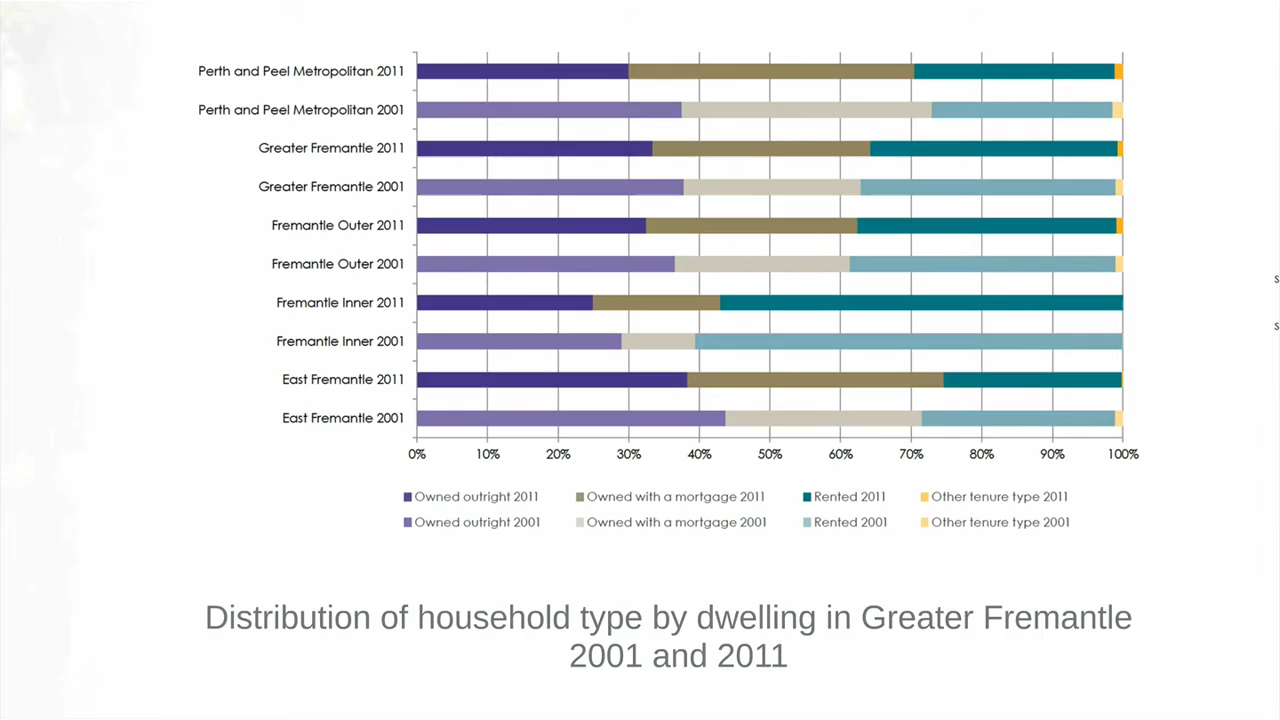 Perth and Peel Metropolitan 2011
Perth and Peel Metropolitan 2001
Greater Fremantle 2011
Greater Fremantle 2001
Fremantle Outer 2011
Fremantle Outer 2001
Fremantle Inner 2011
Fremantle Inner 2001
East Fremantle 2011
East Fremantle 2001
0% 10% 20% 30% 40% 50% 60% 70% 80% 90% 100%
Owned outright 2011 Owned with a mortgage 2011 Rented 2011 Other tenure type 2011
Owned outright 2001 Owned with a mortgage 2001 Rented 2001 Other tenure type 2001
s
s
Distribution of household type by dwelling in Greater Fremantle
2001 and 2011